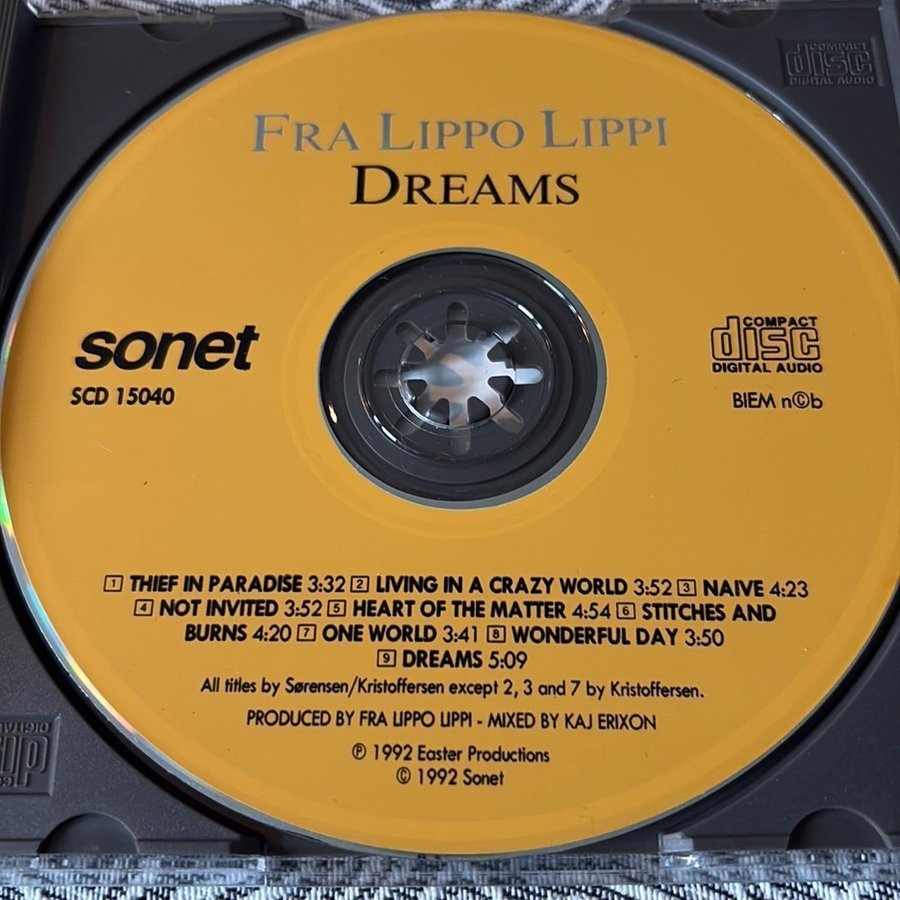 COMPACT
disc
DIGITAL AUDIO
FRA LIPPO LIPPI
DREAMS
sonet
SCD 15040
COMPACT
disc
DIGITAL AUDIO
BIEM n©b
1 THIEF IN PARADISE 3:32 2 LIVING IN A CRAZY WORLD 3:52 3 NAIVE 4:23
4 NOT INVITED 3:52 5 HEART OF THE MATTER 4:54 6 STITCHES AND
BURNS 4:20 7 ONE WORLD 3:41 8 WONDERFUL DAY 3:50
9 DREAMS 5:09
All titles by Sørensen/Kristoffersen except 2, 3 and 7 by Kristoffersen.
PRODUCED BY FRA LIPPO LIPPI - MIXED BY KAJ ERIXON
℗ 1992 Easter Productions
© 1992 Sonet